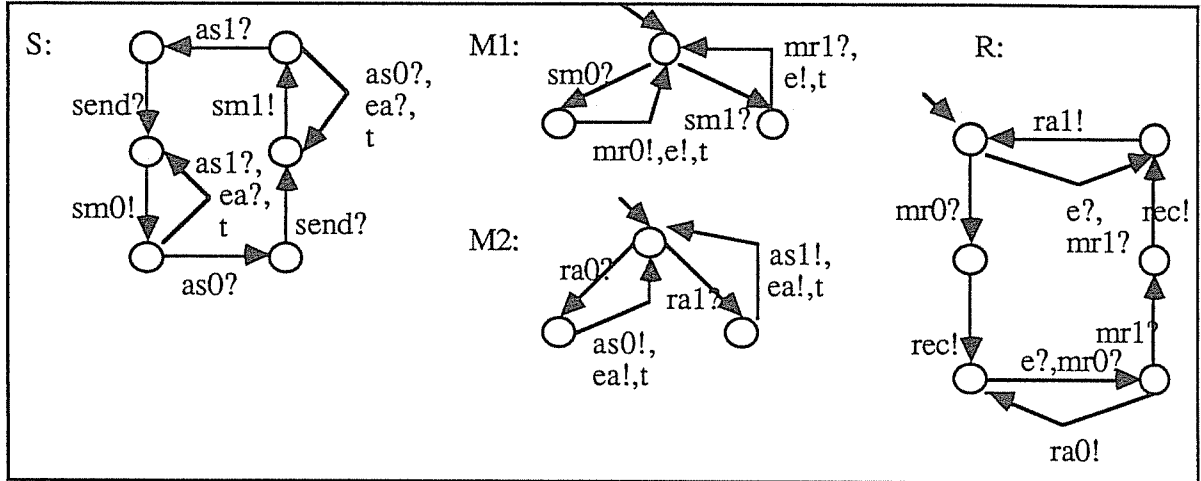 S:
as1?
send?
sm1!
as0?,
ea?,
t
as1?,
ea?,
t
sm0!
send?
as0?
M1:
sm0?
mr1?,
e!,t
sm1?
mr0!,e!,t
M2:
ra0?
ra1?
as1!,
ea!,t
as0!,
ea!,t
R:
ra1!
mr0?
e?,
mr1?
rec!
rec!
mr1?
e?,mr0?
ra0!